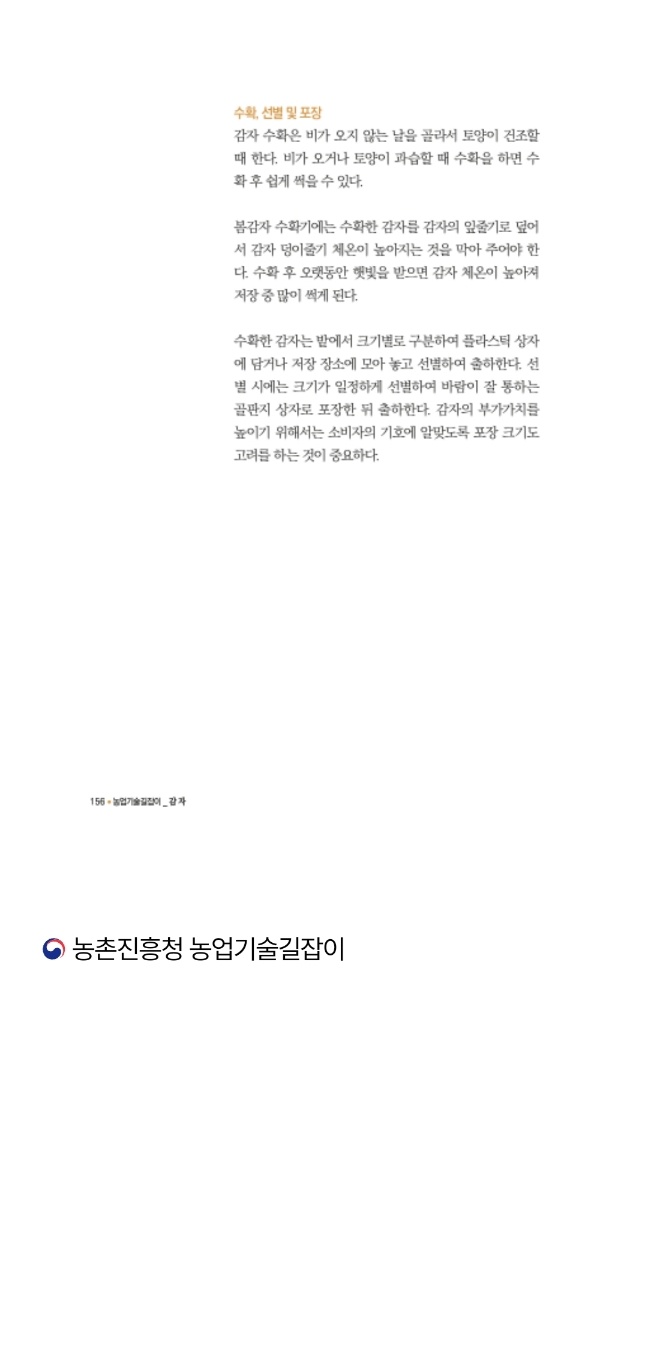 수확, 선별 및 포장
감자 수확은 비가 오지 않는 날을 골라서 토양이 건조할
때 한다. 비가 오거나 토양이 과습할 때 수확을 하면 수
확 후 쉽게 썩을 수 있다.
봄감자 수확기에는 수확한 감자를 감자의 잎줄기로 덮어
서 감자 덩이줄기 체온이 높아지는 것을 막아 주어야 한
다. 수확 후 오랫동안 햇빛을 받으면 감자 체온이 높아져
저장 중 많이 썩게 된다.
수확한 감자는 밭에서 크기별로 구분하여 플라스틱 상자
에 담거나 저장 장소에 모아 놓고 선별하여 출하한다. 선
별 시에는 크기가 일정하게 선별하여 바람이 잘 통하는
골판지 상자로 포장한 뒤 출하한다. 감자의 부가가치를
높이기 위해서는 소비자의 기호에 알맞도록 포장 크기도
고려를 하는 것이 중요하다.
156 • 농업기술길잡이 _ 감 자
농촌진흥청 농업기술길잡이